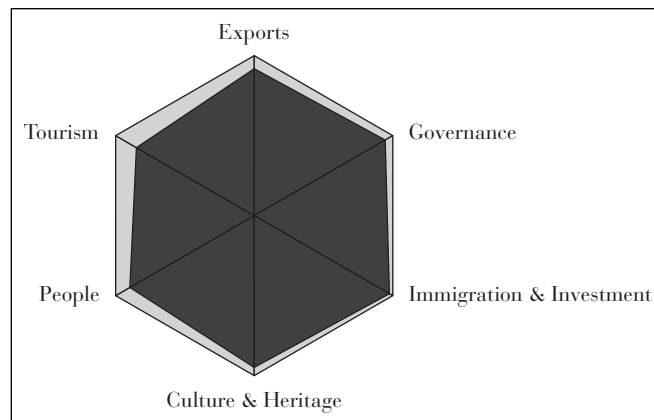 Exports
Tourism
Governance
People
Immigration & Investment
Culture & Heritage